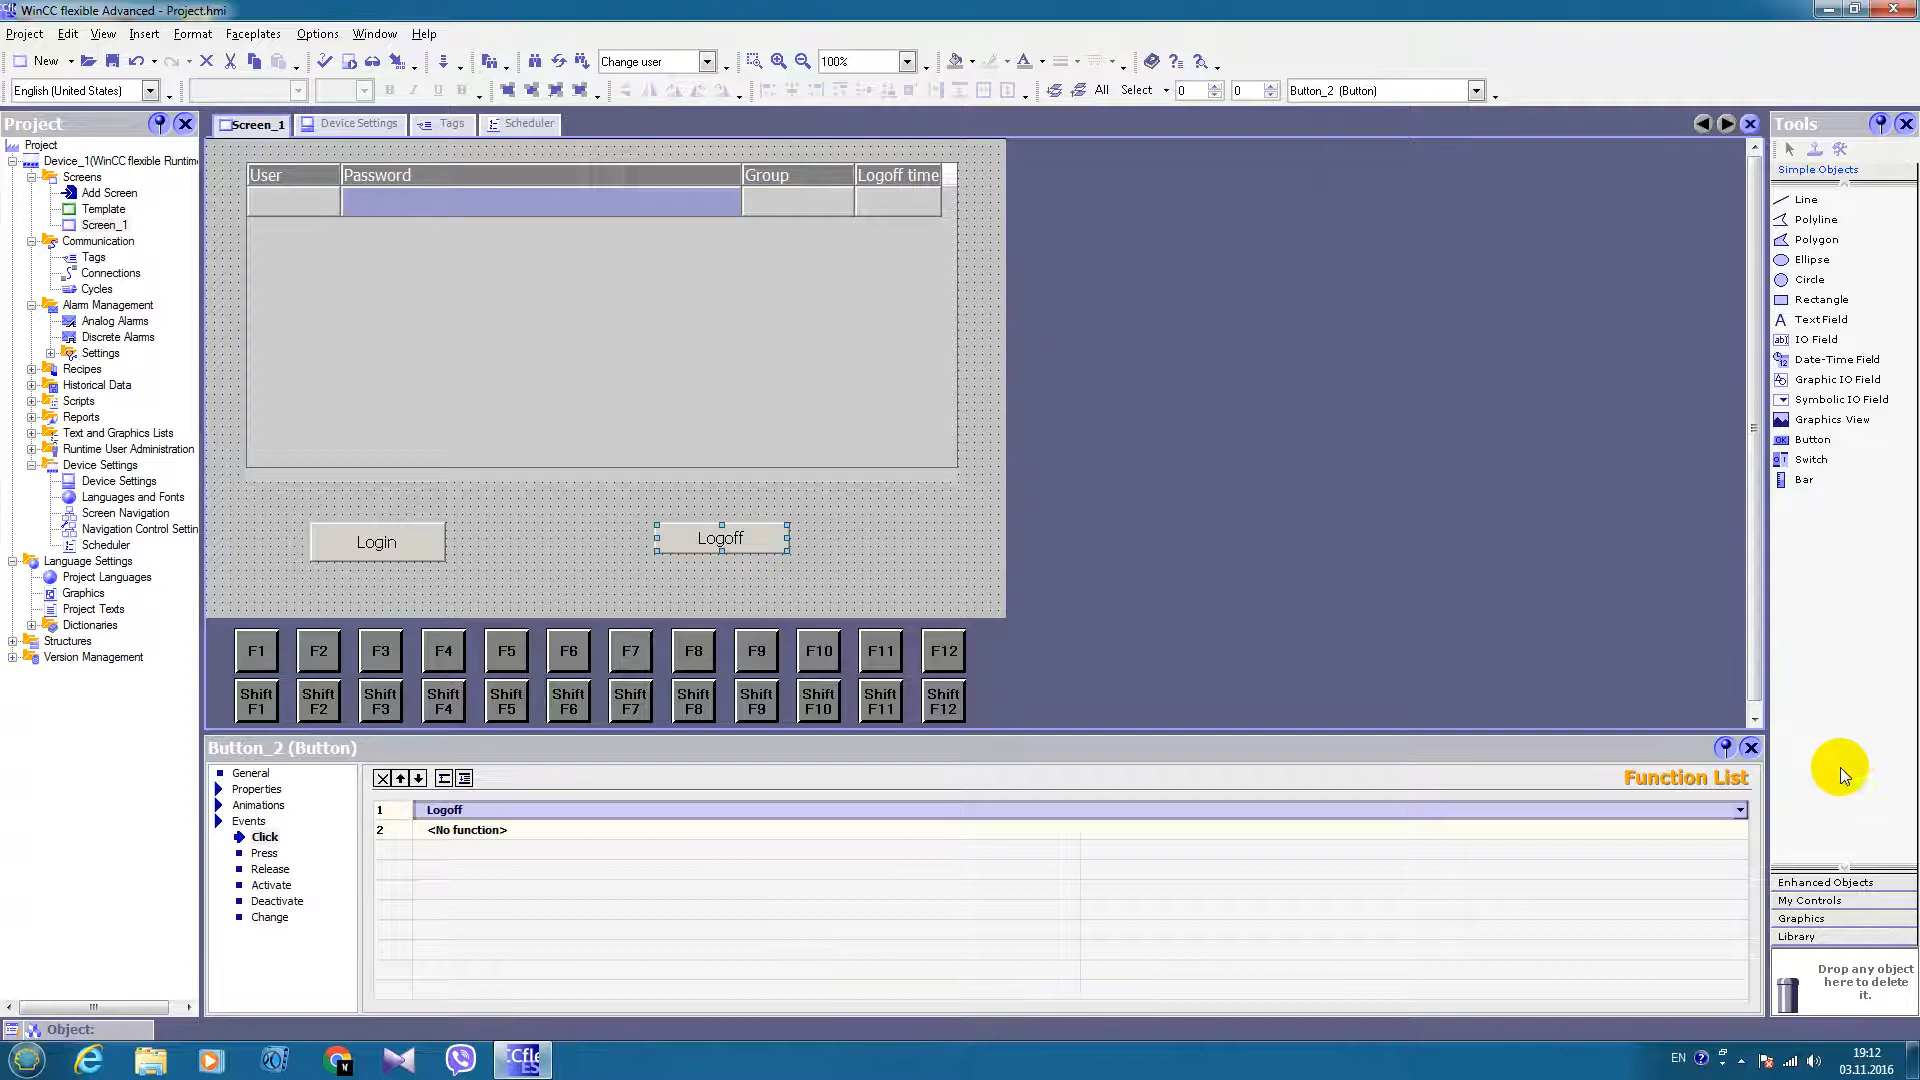 WinCC flexible Advanced - Project.hmi
Project Edit View Insert Format Faceplates Options Window Help
New Change user 100%
English (United States) All Select 0 0 Button_2 (Button)
Project
Project
Device_1(WinCC flexible Runtim
Screens
Add Screen
Template
Screen_1
Communication
Tags
Connections
Cycles
Alarm Management
Analog Alarms
Discrete Alarms
Settings
Recipes
Historical Data
Scripts
Reports
Text and Graphics Lists
Runtime User Administration
Device Settings
Device Settings
Languages and Fonts
Screen Navigation
Navigation Control Settin
Scheduler
Language Settings
Project Languages
Graphics
Project Texts
Dictionaries
Structures
Version Management
Object:
Screen_1 Device Settings Tags Scheduler
User Password Group Logoff time
Login Logoff
F1 F2 F3 F4 F5 F6 F7 F8 F9 F10 F11 F12
Shift Shift Shift Shift Shift Shift Shift Shift Shift Shift Shift Shift
F1 F2 F3 F4 F5 F6 F7 F8 F9 F10 F11 F12
Button_2 (Button)
General
Properties
Animations
Events
Click
Press
Release
Activate
Deactivate
Change
Function List
1 Logoff
2 <No function>
Tools
Simple Objects
Line
Polyline
Polygon
Ellipse
Circle
Rectangle
Text Field
IO Field
Date-Time Field
Graphic IO Field
Symbolic IO Field
Graphics View
Button
Switch
Bar
Enhanced Objects
My Controls
Graphics
Library
Drop any object
here to delete
it.
EN 19:12
03.11.2016